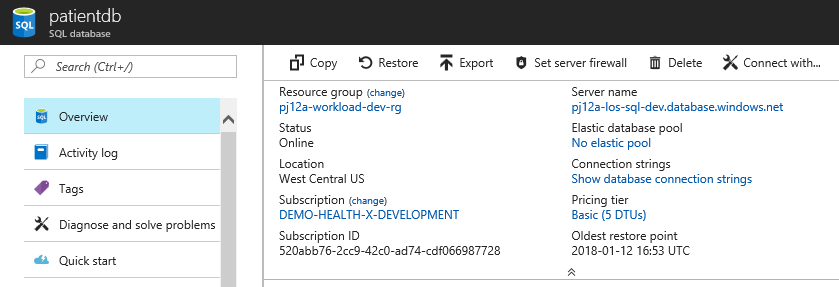 patientdb
SQL database
Search (Ctrl+/)
Overview
Activity log
Tags
Diagnose and solve problems
Quick start
Copy Restore Export Set server firewall Delete Connect with...
Resource group (change)
pj12a-workload-dev-rg
Status
Online
Location
West Central US
Subscription (change)
DEMO-HEALTH-X-DEVELOPMENT
Subscription ID
520abb76-2cc9-42c0-ad74-cdf066987728
Server name
pj12a-los-sql-dev.database.windows.net
Elastic database pool
No elastic pool
Connection strings
Show database connection strings
Pricing tier
Basic (5 DTUs)
Oldest restore point
2018-01-12 16:53 UTC